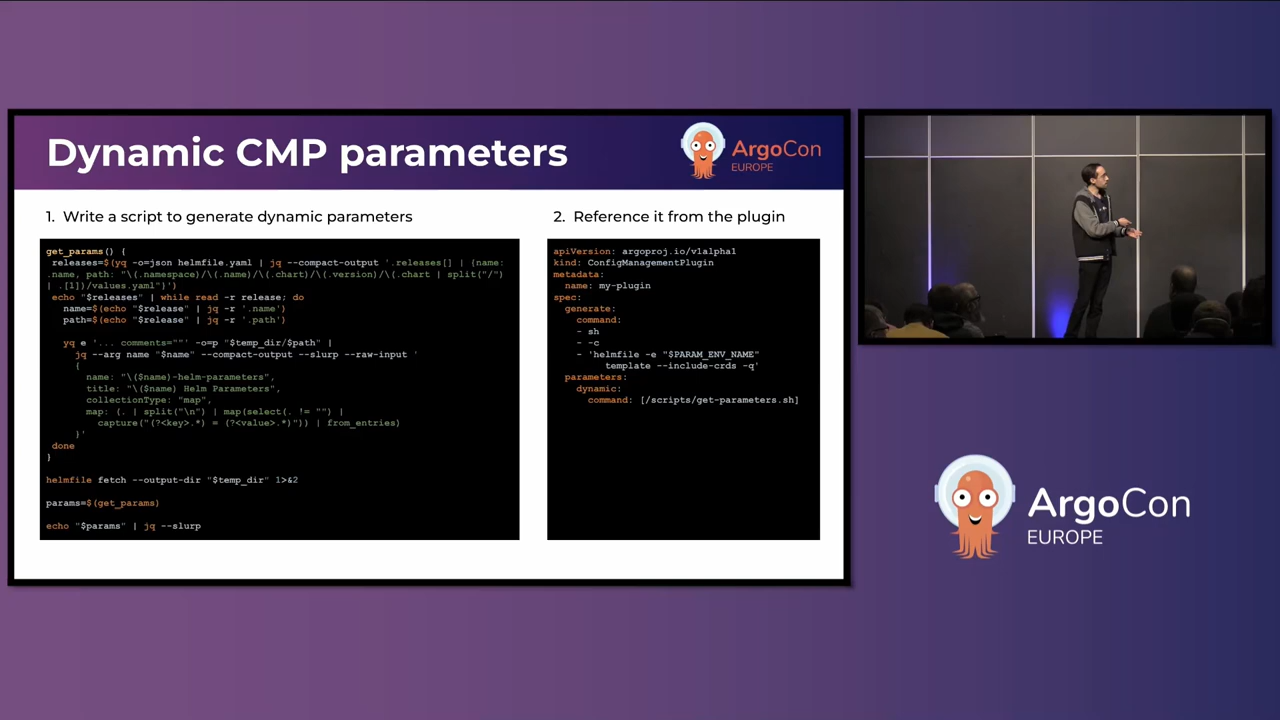 Dynamic CMP parameters
ArgoCon
EUROPE
1. Write a script to generate dynamic parameters
get_params() {
releases=$(yq -o=json helmfile.yaml | jq --compact-output '.releases[] | {name:
.name, path: "\(.namespace)/\(.name)/\(.chart)/\(.version)/\(.chart | split("/")
| .[1])/values.yaml"}')
echo "$releases" | while read -r release; do
name=$(echo "$release" | jq -r '.name')
path=$(echo "$release" | jq -r '.path')
yq e '... comments=""' -o=p "$temp_dir/$path" |
jq --arg name "$name" --compact-output --slurp --raw-input '
{
name: "\($name)-helm-parameters",
title: "\($name) Helm Parameters",
collectionType: "map",
map: (. | split("\n") | map(select(. != "") |
capture("(?<key>.*) = (?<value>.*)")) | from_entries)
}'
done
}
helmfile fetch --output-dir "$temp_dir" 1>&2
params=$(get_params)
echo "$params" | jq --slurp
2. Reference it from the plugin
apiVersion: argoproj.io/v1alpha1
kind: ConfigManagementPlugin
metadata:
name: my-plugin
spec:
generate:
command:
- sh
- -c
- 'helmfile -e "$PARAM_ENV_NAME"
template --include-crds -q'
parameters:
dynamic:
command: [/scripts/get-parameters.sh]
ArgoCon
EUROPE